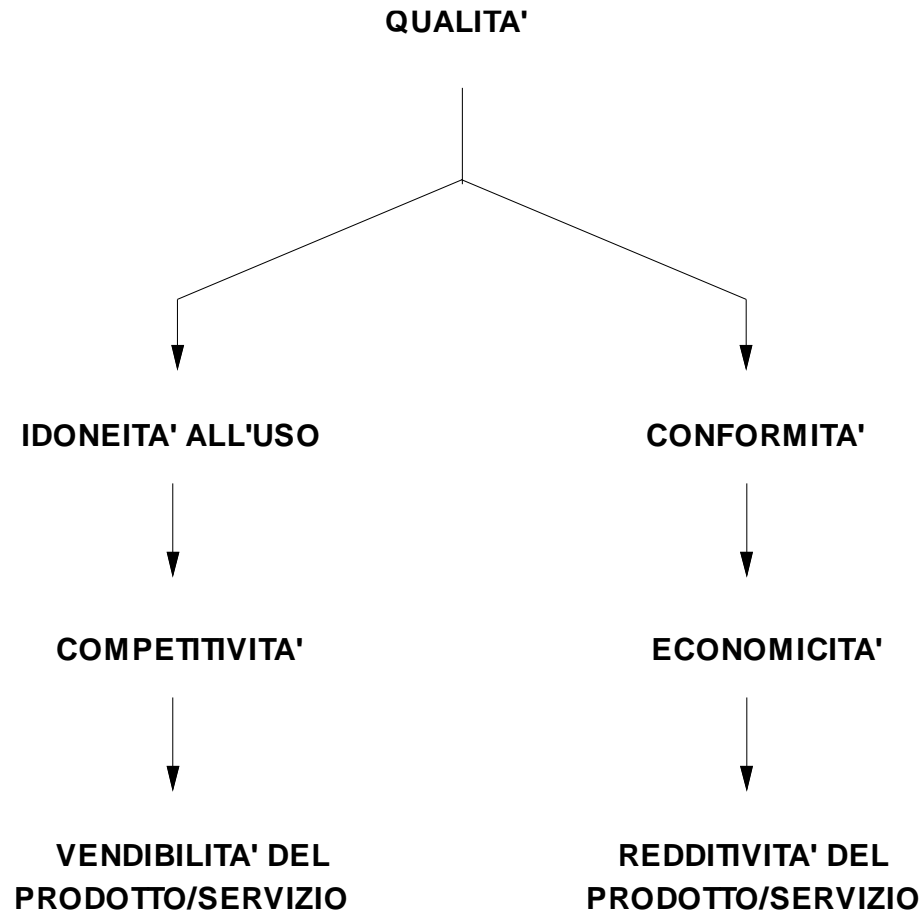 QUALITA'
IDONEITA' ALL'USO
CONFORMITA'
COMPETITIVITA'
ECONOMICITA'
VENDIBILITA' DEL
PRODOTTO/SERVIZIO
REDDITIVITA' DEL
PRODOTTO/SERVIZIO